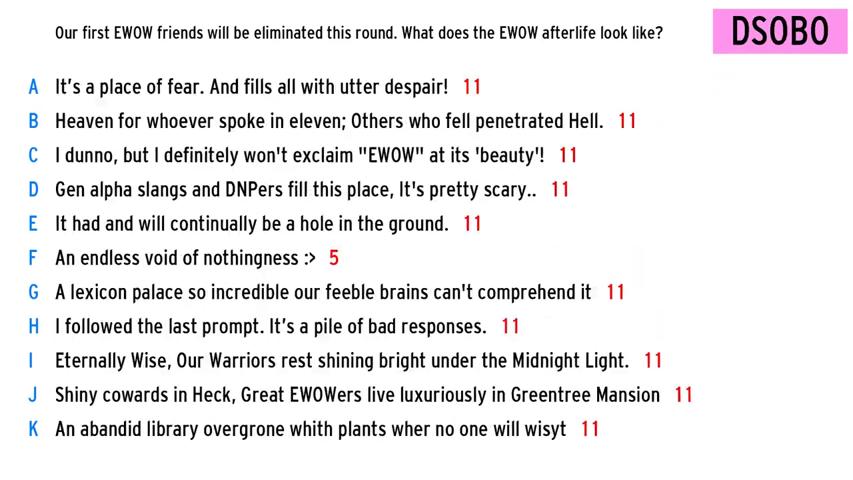 Our first EWOW friends will be eliminated this round. What does the EWOW afterlife look like?
DSOBO
A It's a place of fear. And fills all with utter despair! 11
B Heaven for whoever spoke in eleven; Others who fell penetrated Hell. 11
C I dunno, but I definitely won't exclaim "EWOW" at its 'beauty'! 11
D Gen alpha slangs and DNPers fill this place, It's pretty scary.. 11
E It had and will continually be a hole in the ground. 11
F An endless void of nothingness :> 5
G A lexicon palace so incredible our feeble brains can't comprehend it 11
H I followed the last prompt. It's a pile of bad responses. 11
I Eternally Wise, Our Warriors rest shining bright under the Midnight Light. 11
J Shiny cowards in Heck, Great EWOWers live luxuriously in Greentree Mansion 11
K An abandid library overgrone whith plants wher no one will wisyt 11